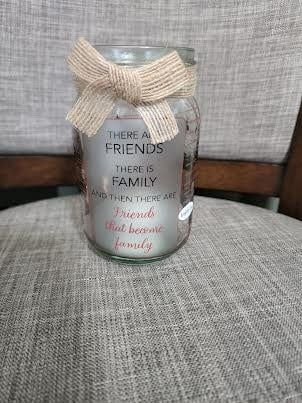 THERE ARE
FRIENDS
THERE IS
FAMILY
AND THEN THERE ARE
Friends
that become
family